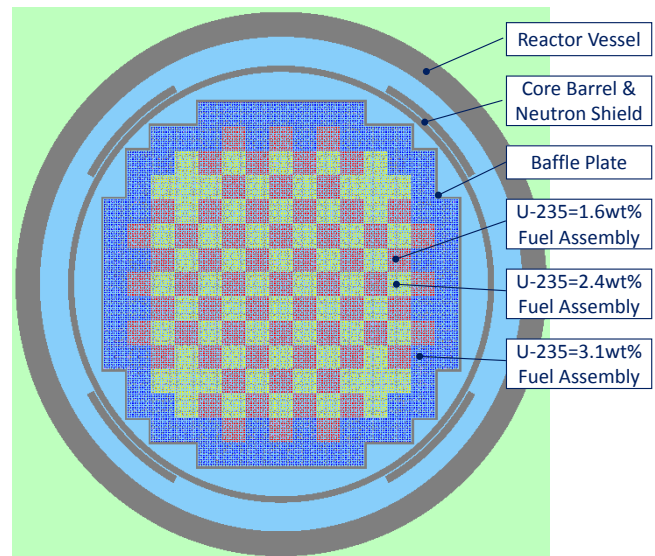 Reactor Vessel
Core Barrel &
Neutron Shield
Baffle Plate
U-235=1.6wt%
Fuel Assembly
U-235=2.4wt%
Fuel Assembly
U-235=3.1wt%
Fuel Assembly